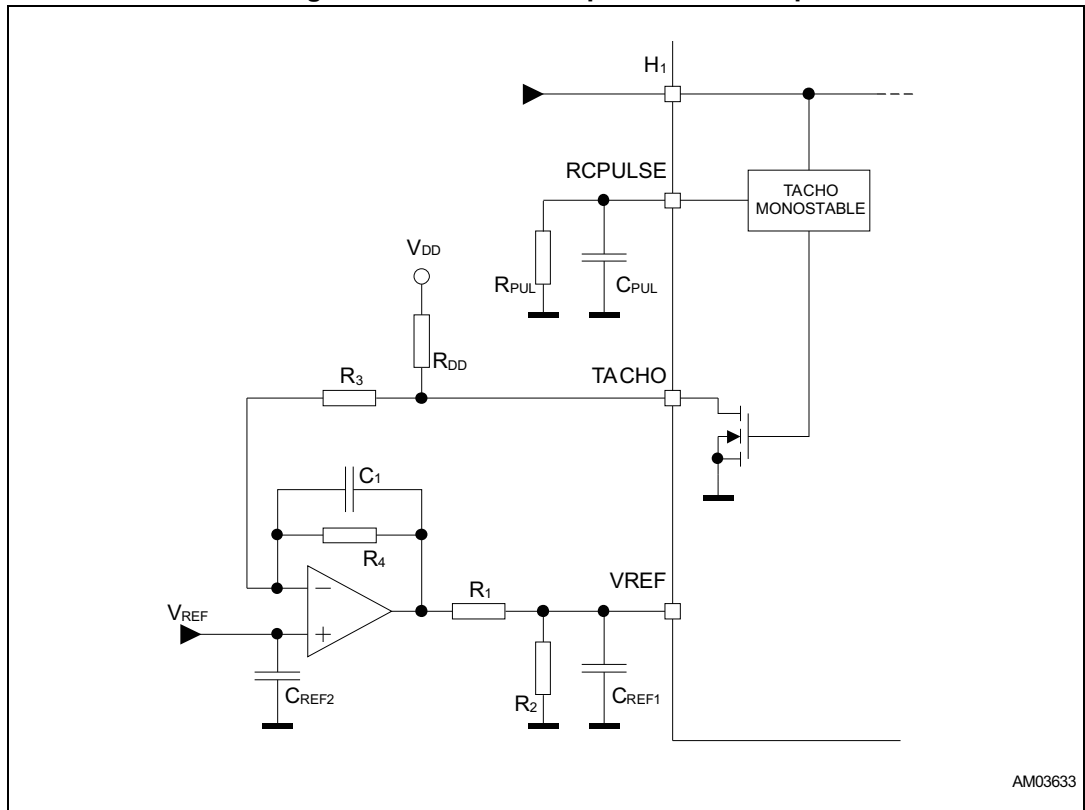 H1
RCPULSE
TACHO
MONOSTABLE
VDD
RPUL
CPUL
RDD
R3
TACHO
C1
R4
VREF
R1
VREF
CREF2
R2
CREF1
AM03633